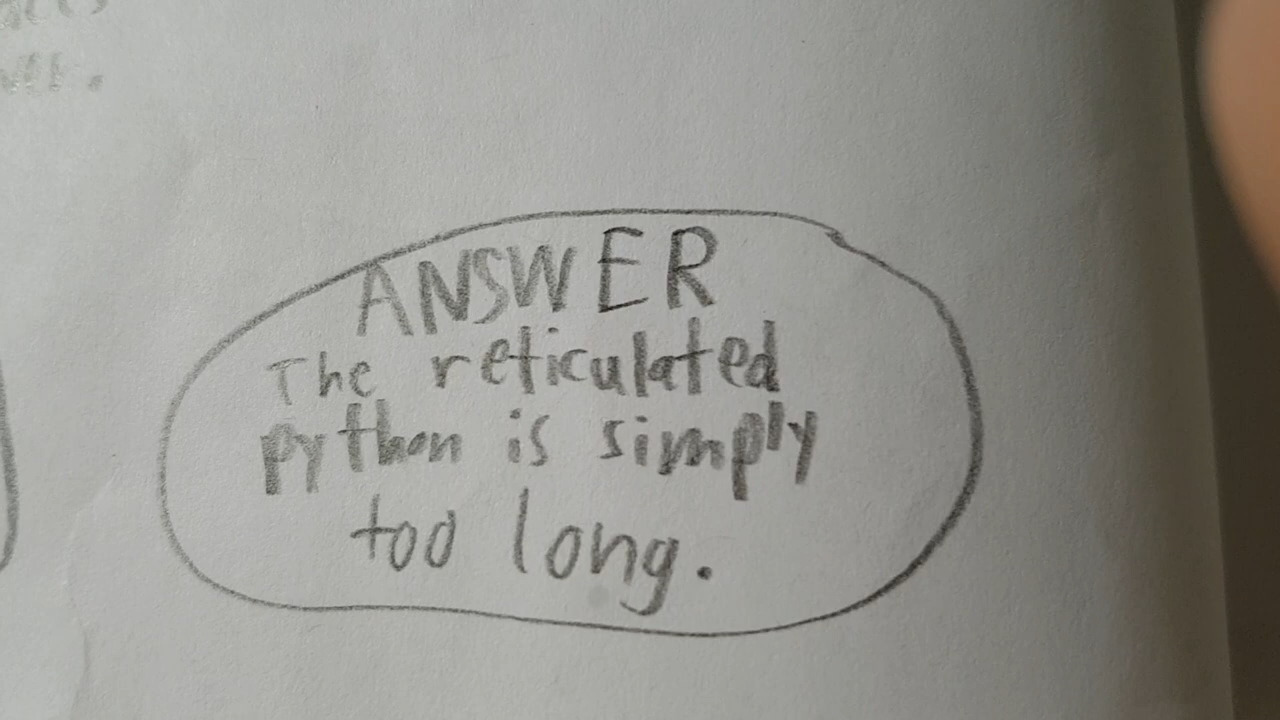 ANSWER
The reticulated
python is simply
too long.